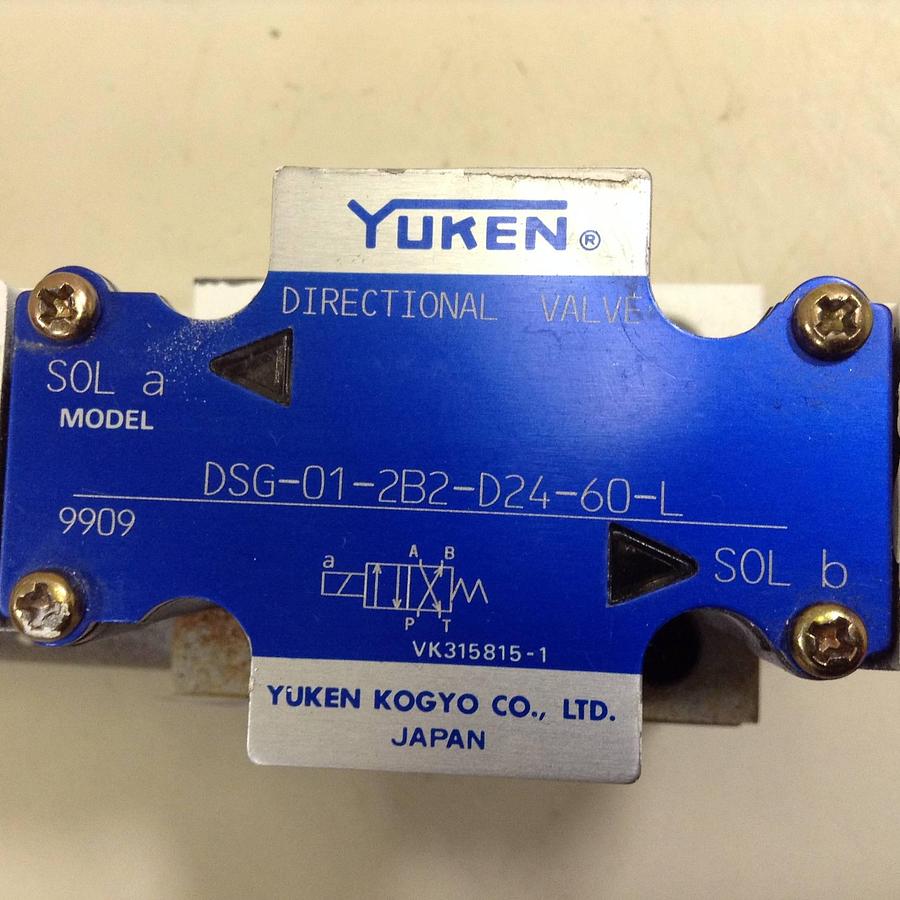 YUKEN®
DIRECTIONAL VALVE
SOL a
MODEL
DSG-01-2B2-D24-60-L
9909
SOL b
a
A B
P T
VK315815-1
YUKEN KOGYO CO., LTD.
JAPAN